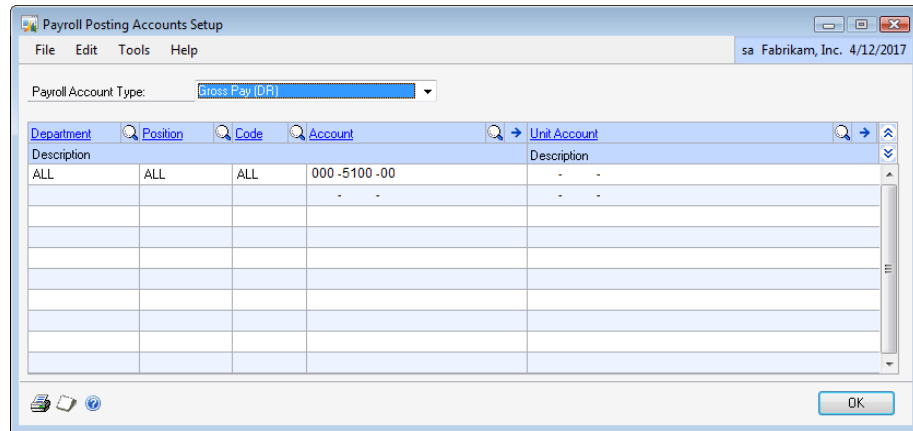 Payroll Posting Accounts Setup
File Edit Tools Help sa Fabrikam, Inc. 4/12/2017
Payroll Account Type: Gross Pay (DR)
Department Position Code Account Unit Account
Description Description
ALL ALL ALL 000 -5100 -00 - -
- - - -
OK